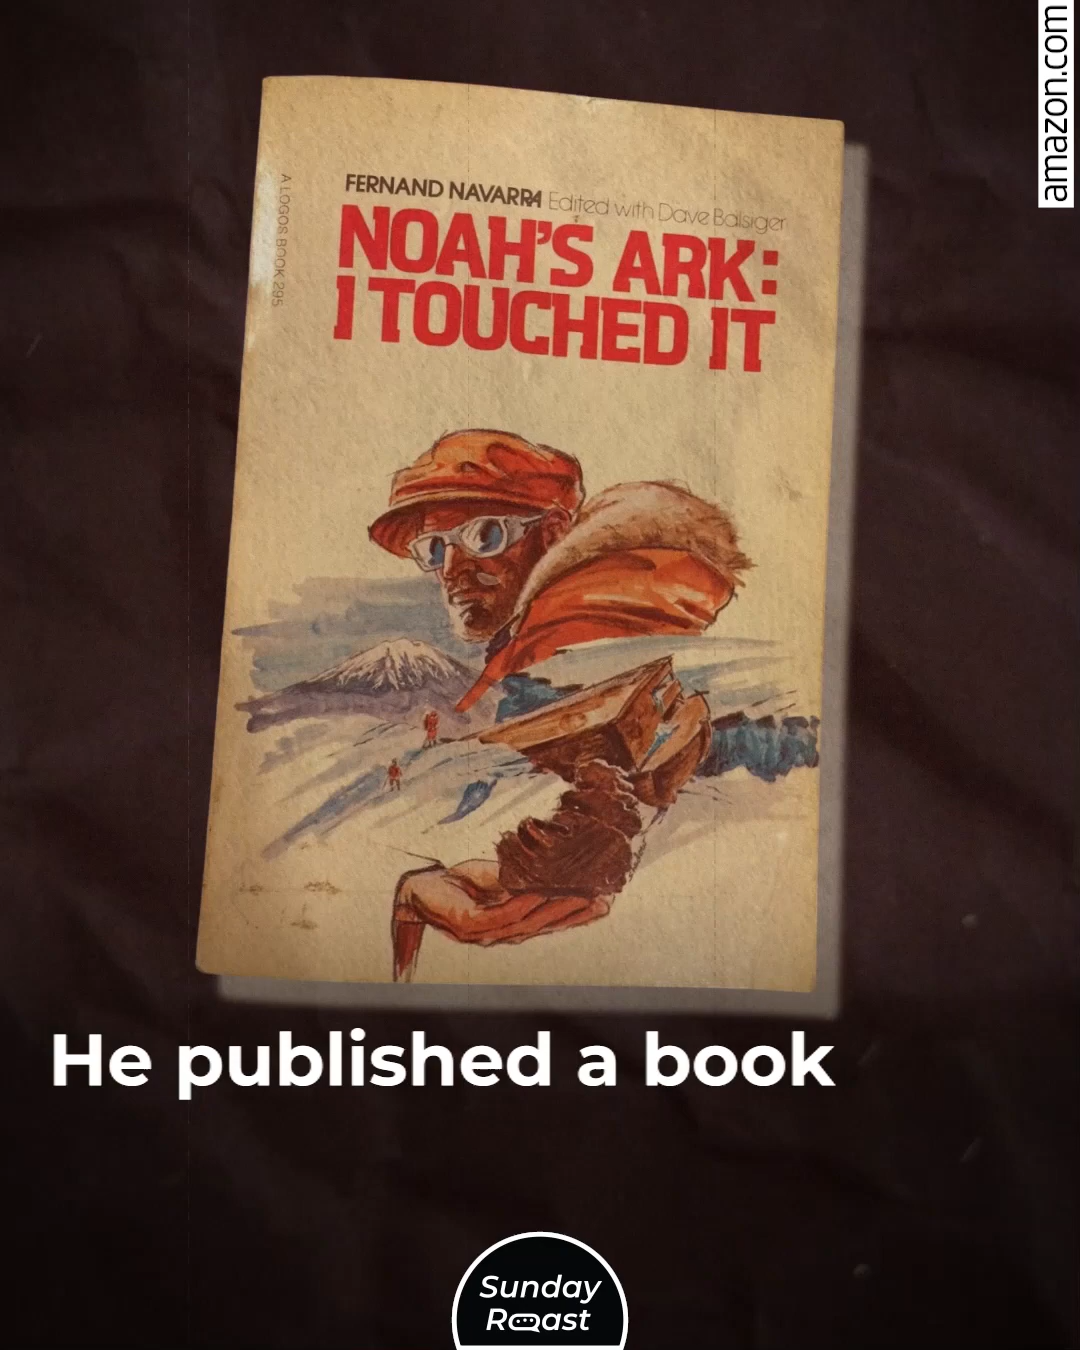 amazon.com
FERNAND NAVARRA Edited with Dave Balsiger
NOAH'S ARK:
I TOUCHED IT
A LOGOS BOOK 295
He published a book
Sunday
Roast